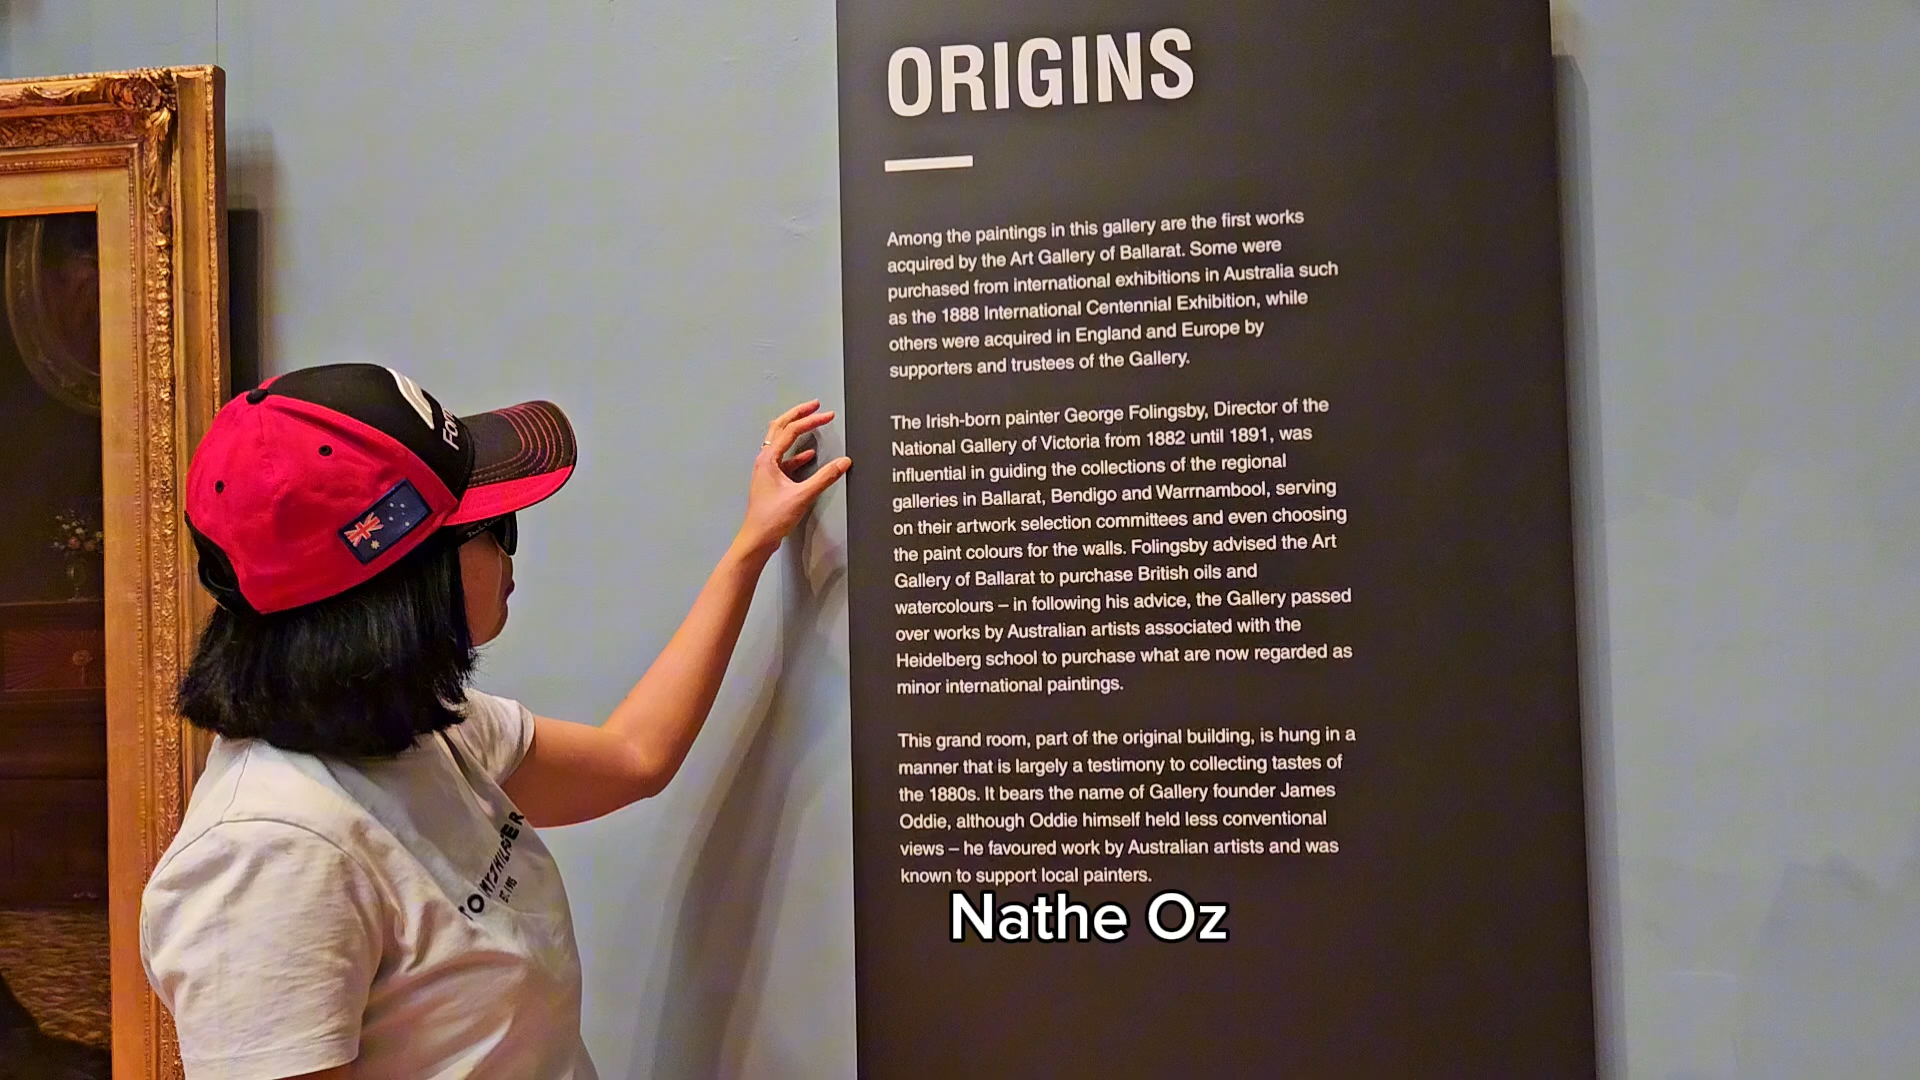 ORIGINS
Among the paintings in this gallery are the first works
acquired by the Art Gallery of Ballarat. Some were
purchased from international exhibitions in Australia such
as the 1888 International Centennial Exhibition, while
others were acquired in England and Europe by
supporters and trustees of the Gallery.
The Irish-born painter George Folingsby, Director of the
National Gallery of Victoria from 1882 until 1891, was
influential in guiding the collections of the regional
galleries in Ballarat, Bendigo and Warrnambool, serving
on their artwork selection committees and even choosing
the paint colours for the walls. Folingsby advised the Art
Gallery of Ballarat to purchase British oils and
watercolours – in following his advice, the Gallery passed
over works by Australian artists associated with the
Heidelberg school to purchase what are now regarded as
minor international paintings.
This grand room, part of the original building, is hung in a
manner that is largely a testimony to collecting tastes of
the 1880s. It bears the name of Gallery founder James
Oddie, although Oddie himself held less conventional
views – he favoured work by Australian artists and was
known to support local painters.
Nathe Oz